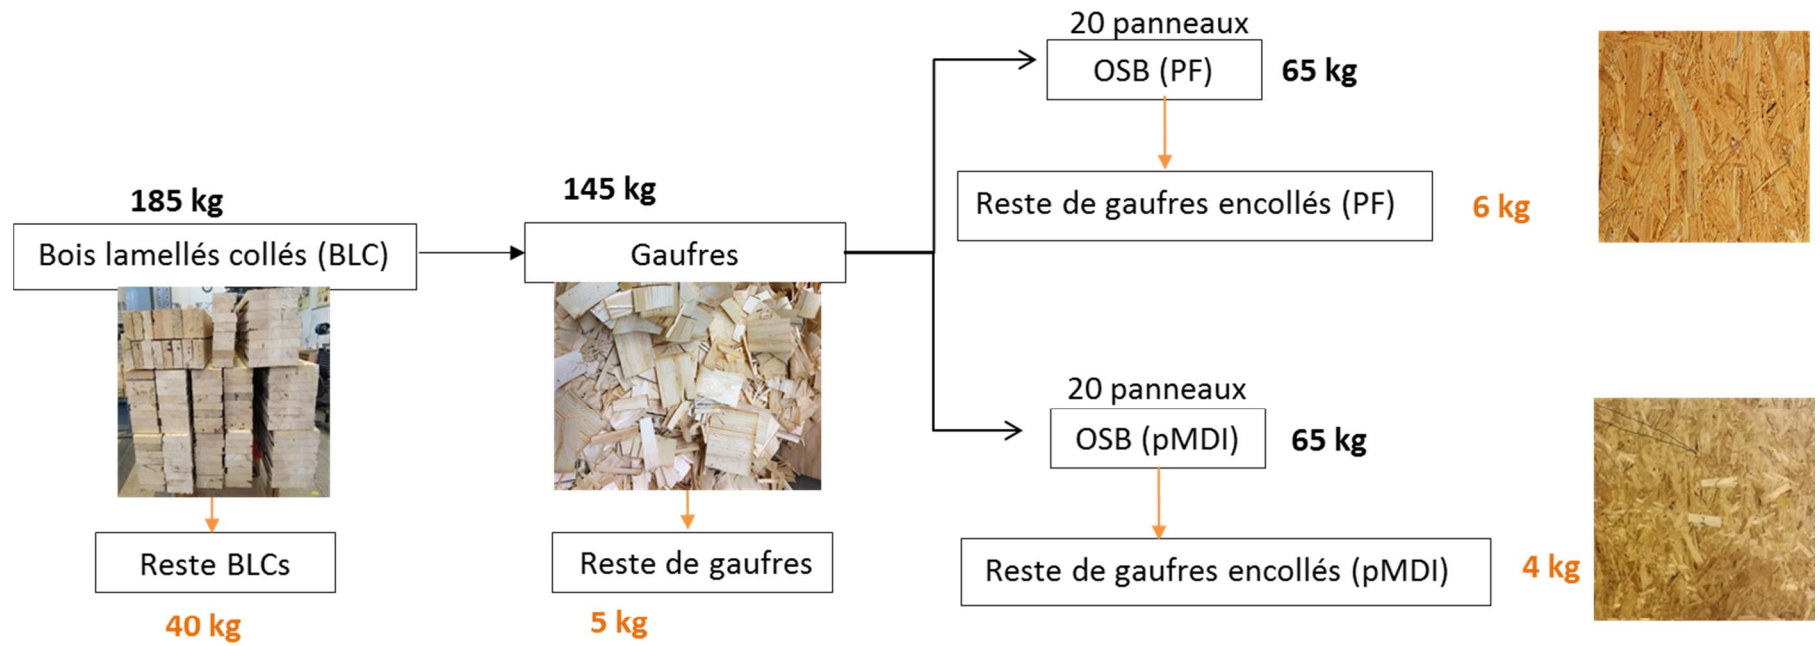 185 kg
Bois lamellés collés (BLC)
Reste BLCs
40 kg
145 kg
Gaufres
Reste de gaufres
5 kg
20 panneaux
OSB (PF)
65 kg
Reste de gaufres encollés (PF)
6 kg
20 panneaux
OSB (pMDI)
65 kg
Reste de gaufres encollés (pMDI)
4 kg